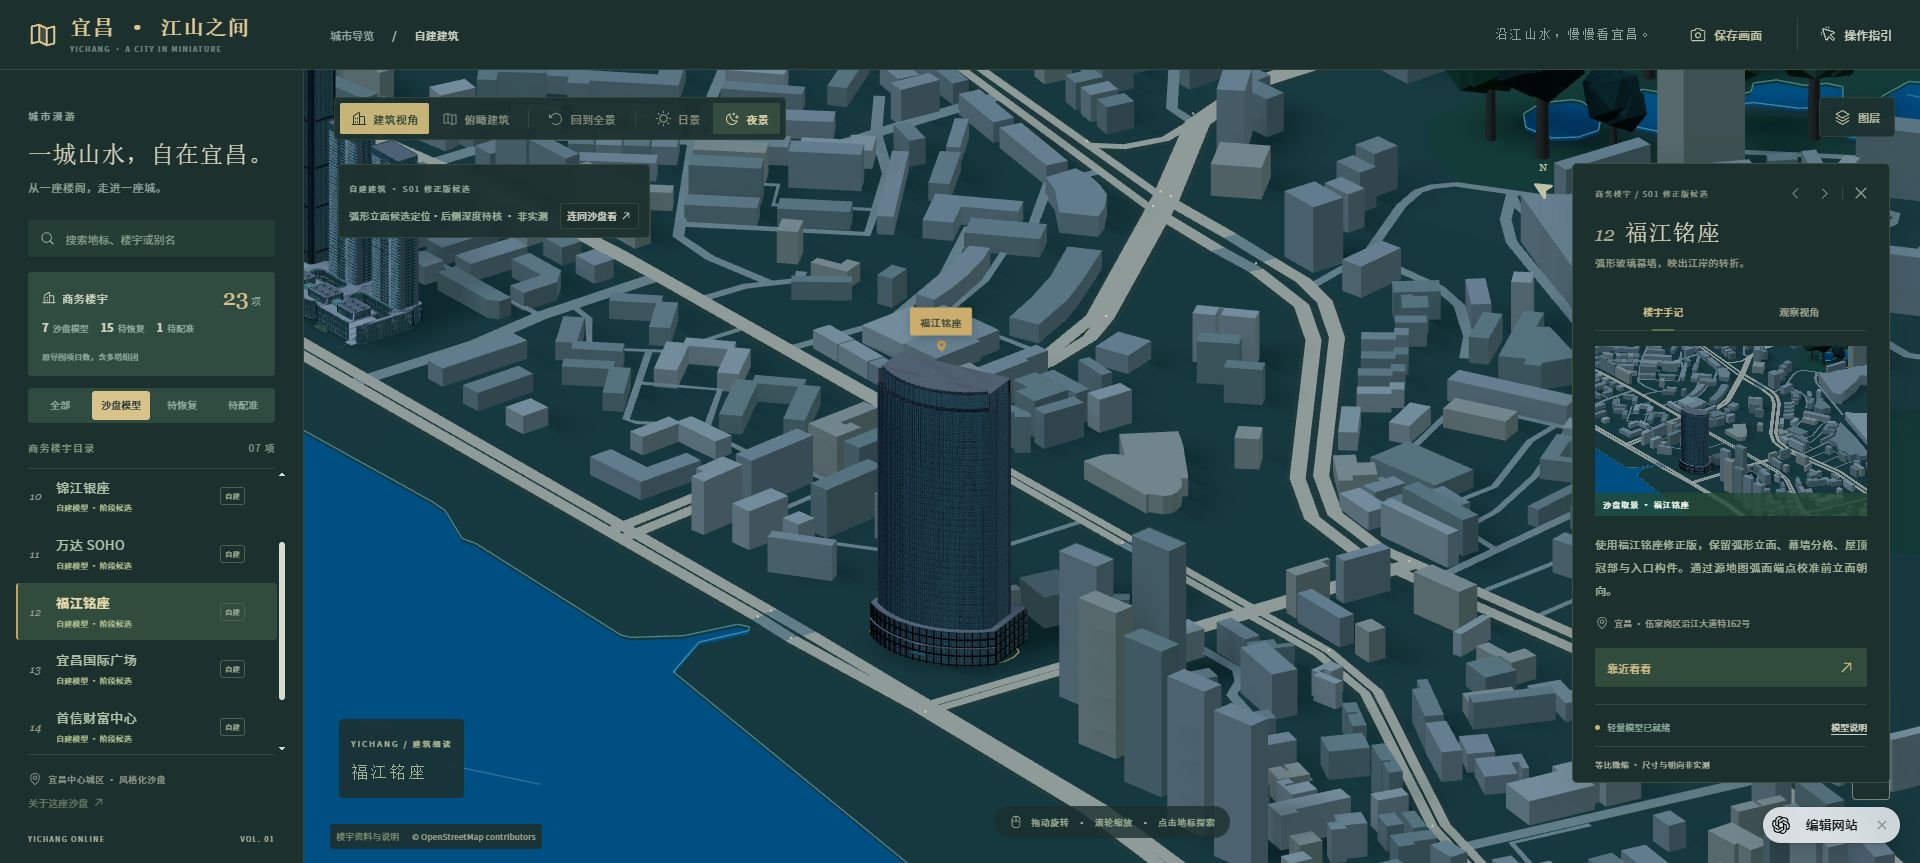 宜昌 • 江山之间
YICHANG • A CITY IN MINIATURE
城市导览 / 自建建筑
沿江山水，慢慢看宜昌。
保存画面
操作指引
城市漫游
一城山水，自在宜昌。
从一座楼阁，走进一座城。
搜索地标、楼宇或别名
商务楼宇 23 项
7 沙盘模型 15 待恢复 1 待配准
原导图项目数，含多塔组团
全部 沙盘模型 待恢复 待配准
商务楼宇目录 07 项
10 锦江银座 自建
自建模型 • 阶段候选
11 万达 SOHO 自建
自建模型 • 阶段候选
12 福江铭座 自建
自建模型 • 阶段候选
13 宜昌国际广场 自建
自建模型 • 阶段候选
14 首信财富中心 自建
自建模型 • 阶段候选
宜昌中心城区 • 风格化沙盘
关于这座沙盘
YICHANG ONLINE VOL. 01
建筑视角 俯瞰建筑 回到全景 日景 夜景
自建建筑 • S01 修正版候选
弧形立面候选定位 • 后侧深度待核 • 非实测 连同沙盘看
福江铭座
YICHANG / 建筑细读
福江铭座
楼宇资料与说明 © OpenStreetMap contributors
拖动旋转 • 滚轮缩放 • 点击地标探索
图层
N
商务楼宇 / S01 修正版候选
12 福江铭座
弧形玻璃幕墙，映出江岸的转折。
楼宇手记 观察视角
沙盘取景 • 福江铭座
使用福江铭座修正版，保留弧形立面、幕墙分格、屋顶
冠部与入口构件。通过源地图弧面端点校准前立面朝
向。
宜昌 • 伍家岗区沿江大道特162号
靠近看看
轻量模型已就绪 模型说明
等比微缩 • 尺寸与朝向非实测
编辑网站